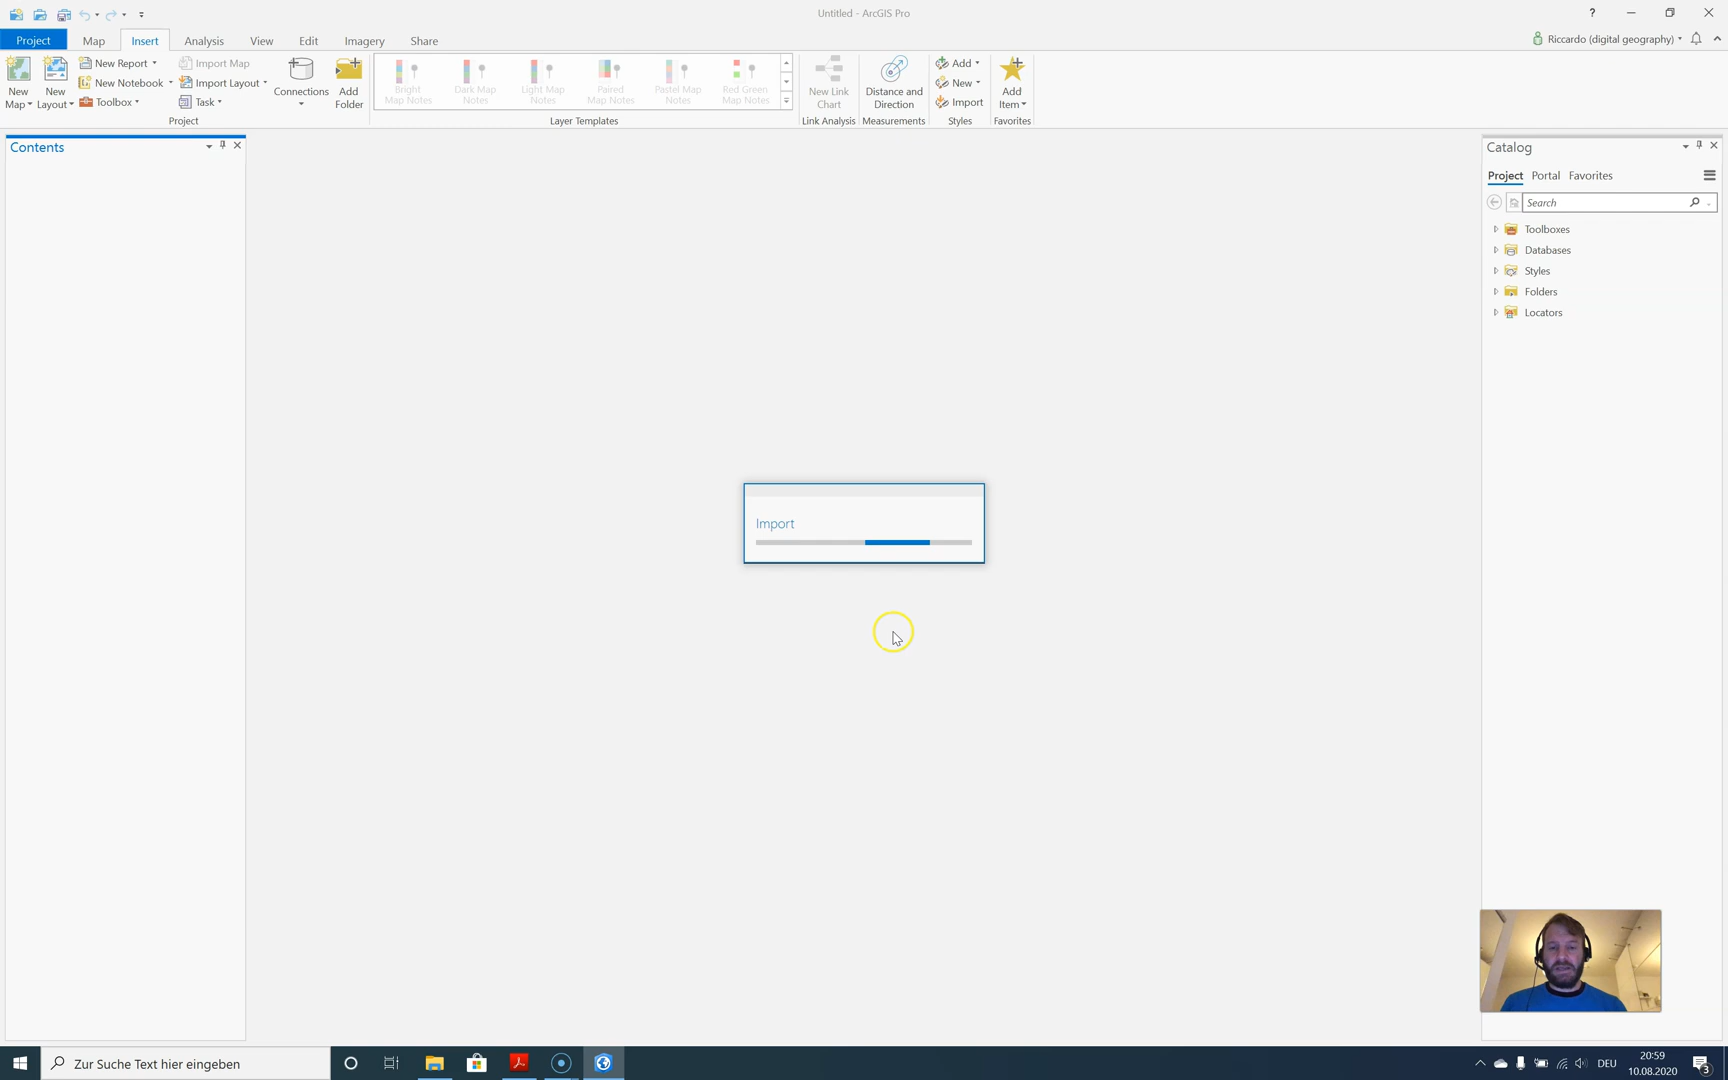 Untitled - ArcGIS Pro
?
Project Map Insert Analysis View Edit Imagery Share
Riccardo (digital geography)
New Map
New Layout
New Report
New Notebook
Toolbox
Import Map
Import Layout
Task
Connections
Add Folder
Project
Bright Map Notes
Dark Map Notes
Light Map Notes
Paired Map Notes
Pastel Map Notes
Red Green Map Notes
Layer Templates
New Link Chart
Link Analysis
Distance and Direction
Measurements
Add
New
Import
Styles
Add Item
Favorites
Contents
Catalog
Project Portal Favorites
Search
Toolboxes
Databases
Styles
Folders
Locators
Import
Zur Suche Text hier eingeben
DEU
20:59
10.08.2020
3